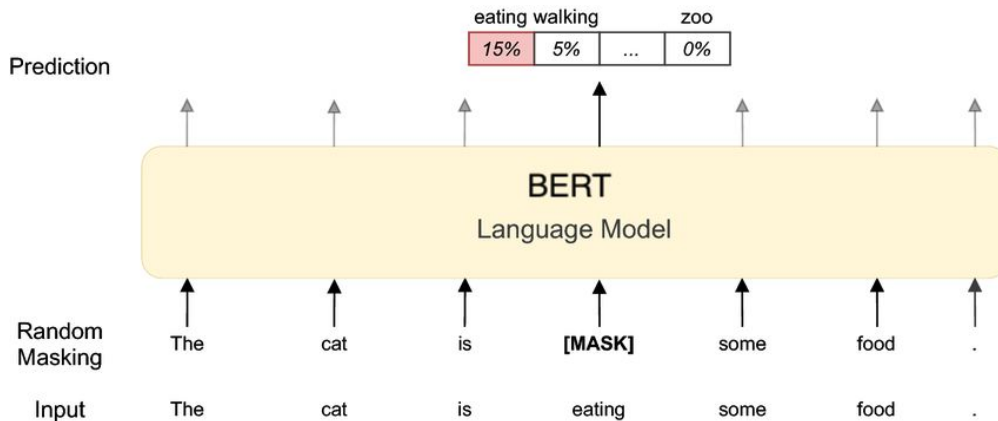 eating walking zoo
15% 5% ... 0%
Prediction
BERT
Language Model
Random
Masking
The cat is [MASK] some food .
Input The cat is eating some food .